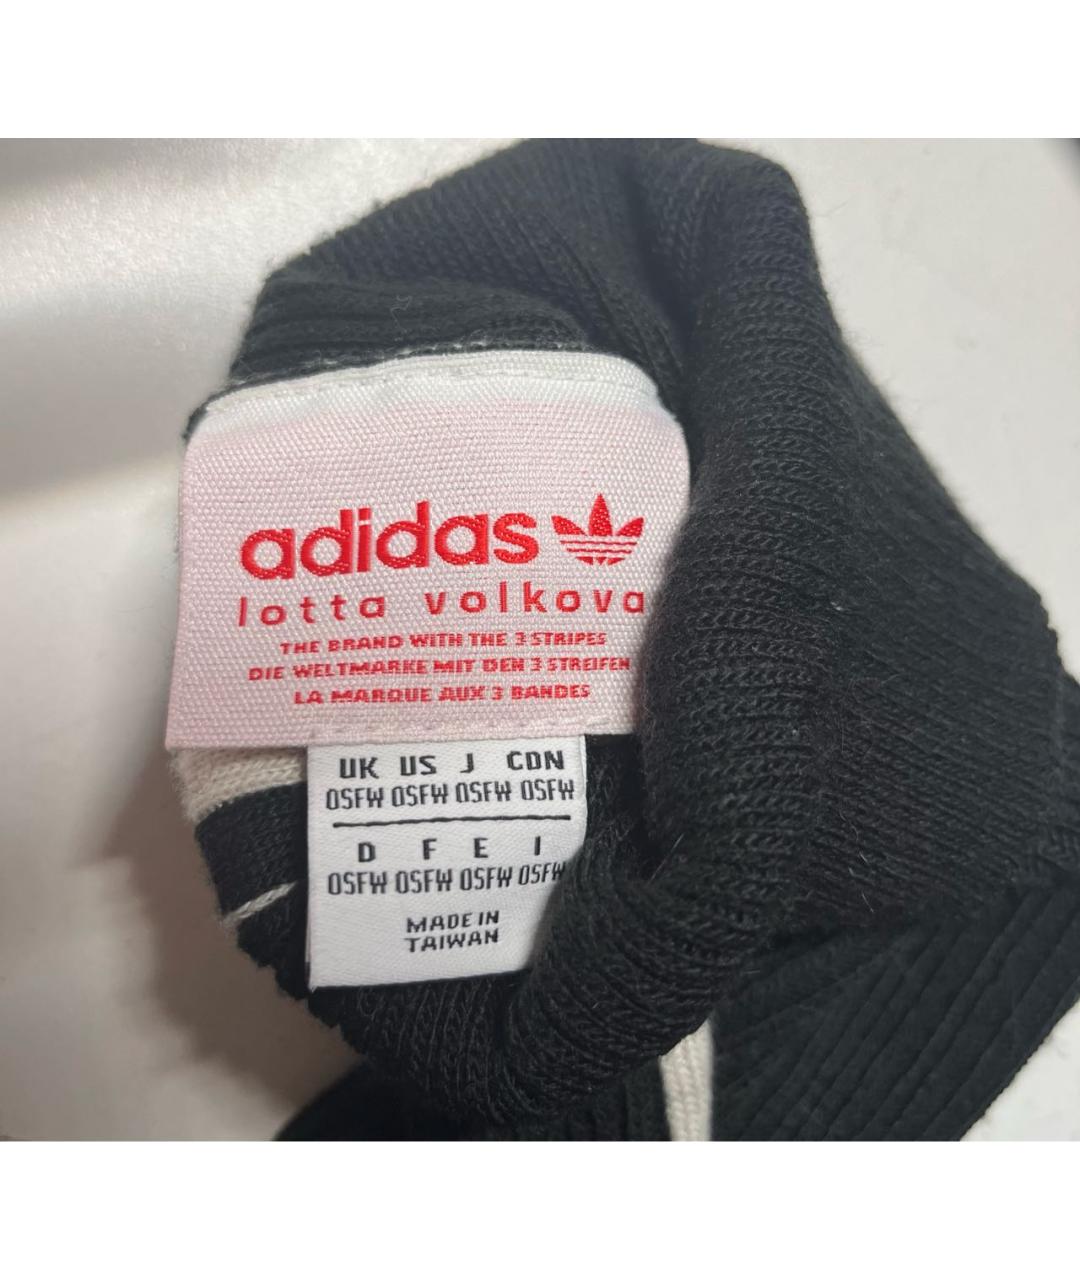 adidas
lotta volkova
THE BRAND WITH THE 3 STRIPES
DIE WELTMARKE MIT DEN 3 STREIFEN
LA MARQUE AUX 3 BANDES
UK US J CDN
OSFW OSFW OSFW OSFW
D F E I
OSFW OSFW OSFW OSFW
MADE IN
TAIWAN